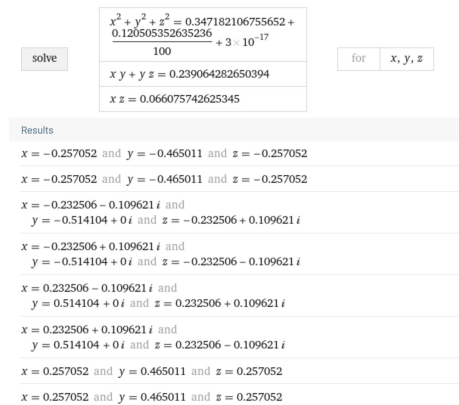 x² + y² + z² = 0.347182106755652 +
0.120505352635236
100
+ 3×10⁻¹⁷
solve
for x, y, z
x y + y z = 0.239064282650394
x z = 0.066075742625345
Results
x = −0.257052 and y = −0.465011 and z = −0.257052
x = −0.257052 and y = −0.465011 and z = −0.257052
x = −0.232506 − 0.109621 i and
y = −0.514104 + 0 i and z = −0.232506 + 0.109621 i
x = −0.232506 + 0.109621 i and
y = −0.514104 + 0 i and z = −0.232506 − 0.109621 i
x = 0.232506 − 0.109621 i and
y = 0.514104 + 0 i and z = 0.232506 + 0.109621 i
x = 0.232506 + 0.109621 i and
y = 0.514104 + 0 i and z = 0.232506 − 0.109621 i
x = 0.257052 and y = 0.465011 and z = 0.257052
x = 0.257052 and y = 0.465011 and z = 0.257052